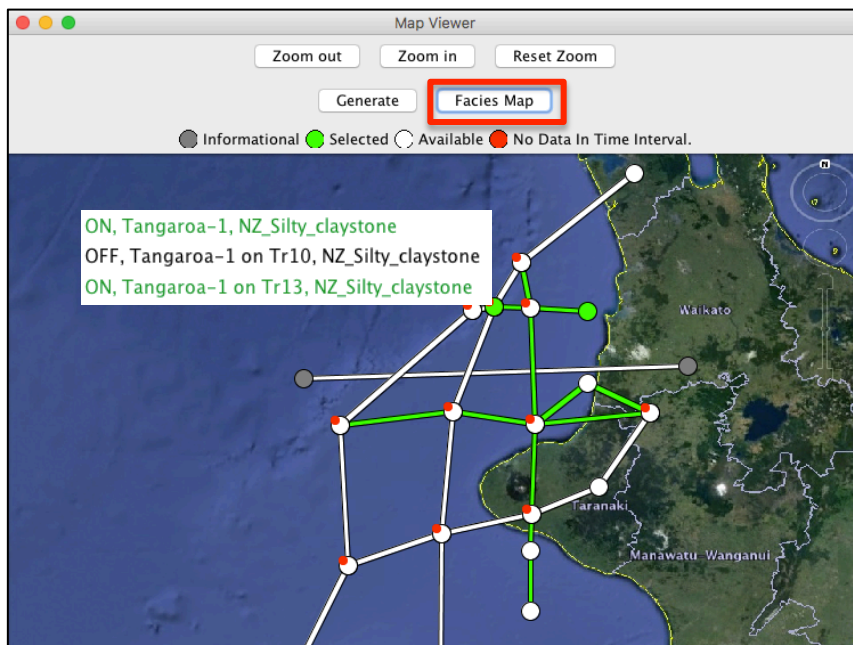 Map Viewer
Zoom out Zoom in Reset Zoom
Generate Facies Map
Informational Selected Available No Data In Time Interval.
N
ON, Tangaroa-1, NZ_Silty_claystone
OFF, Tangaroa-1 on Tr10, NZ_Silty_claystone
ON, Tangaroa-1 on Tr13, NZ_Silty_claystone
Waikato
Taranaki
Manawatu Wanganui